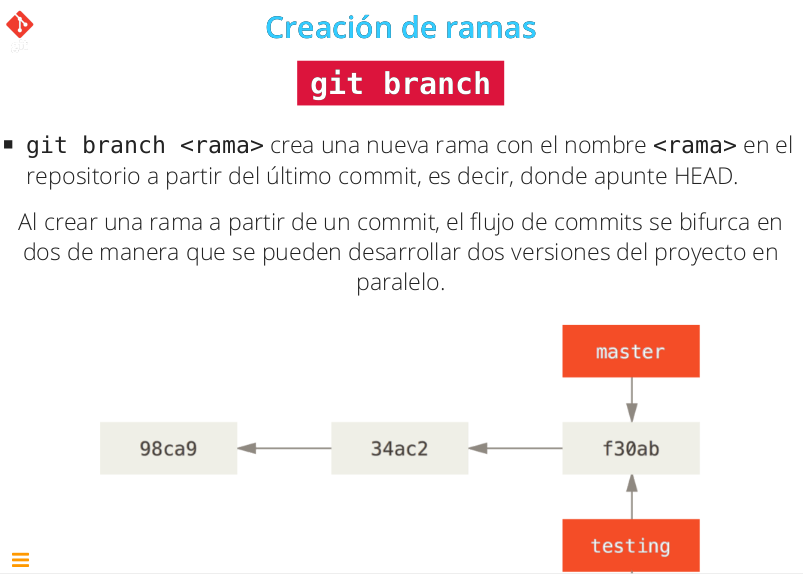 Creación de ramas
git branch
git branch <rama> crea una nueva rama con el nombre <rama> en el
repositorio a partir del último commit, es decir, donde apunte HEAD.
Al crear una rama a partir de un commit, el flujo de commits se bifurca en
dos de manera que se pueden desarrollar dos versiones del proyecto en
paralelo.
master
98ca9
34ac2
f30ab
testing